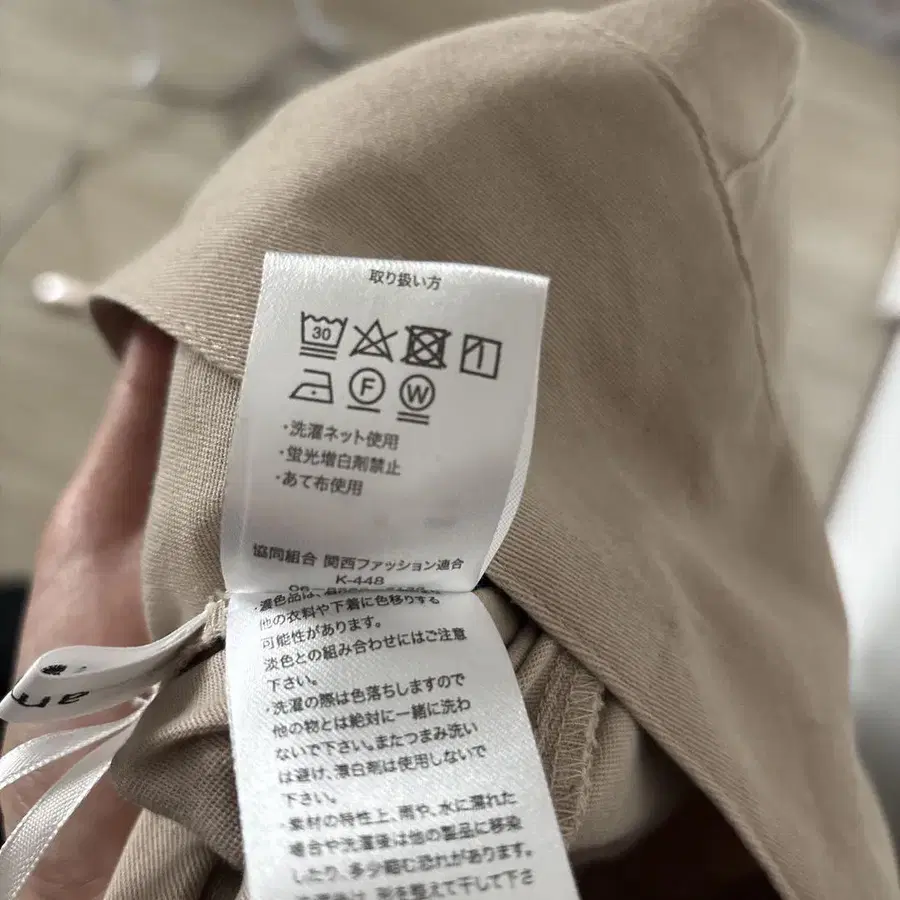 取り扱い方
30
F W
・洗濯ネット使用
・蛍光増白剤禁止
・あて布使用
協同組合 関西ファッション連合
K-448
・濃色品は、
他の衣料や下着に色移りする
可能性があります。
淡色との組み合わせにはご注意
下さい。
・洗濯の際は色落ちしますので
他の物とは絶対に一緒に洗わ
ないで下さい。またつまみ洗い
は避け、漂白剤は使用しないで
下さい。
・素材の特性上、雨や、水に濡れた
場合や洗濯後は他の製品に移染
したり、多少縮む恐れがあります。
洗濯後は、形を整えて干して下さ